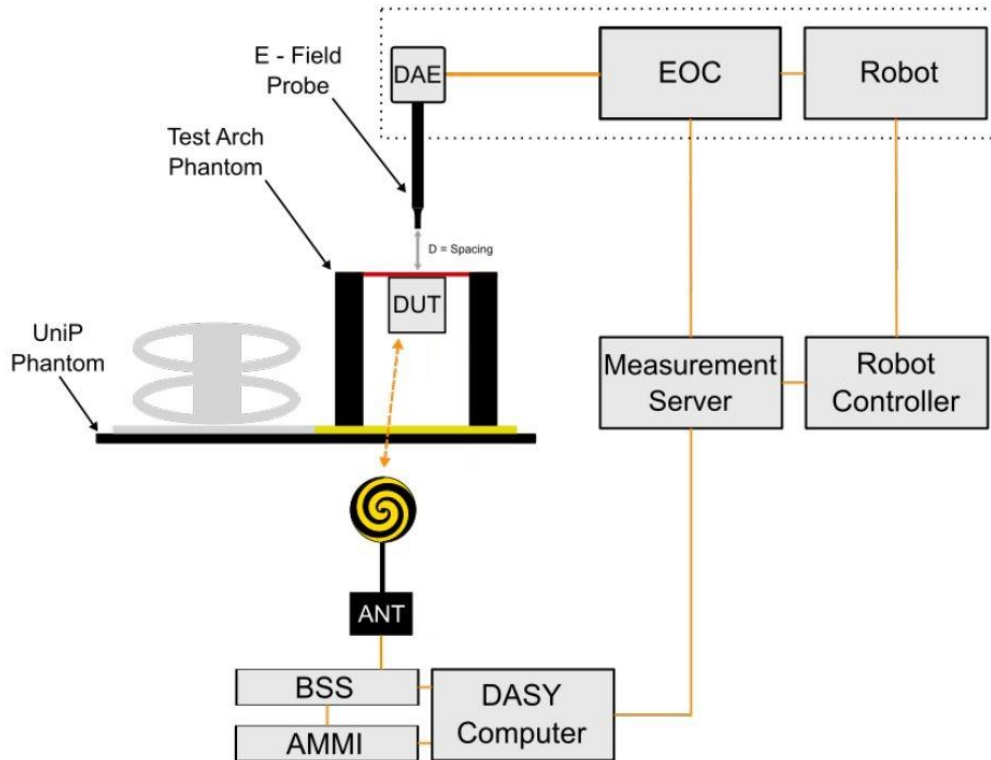 E - Field
Probe
DAE
EOC
Robot
Test Arch
Phantom
D = Spacing
DUT
UniP
Phantom
Measurement
Server
Robot
Controller
ANT
BSS
DASY
Computer
AMMI